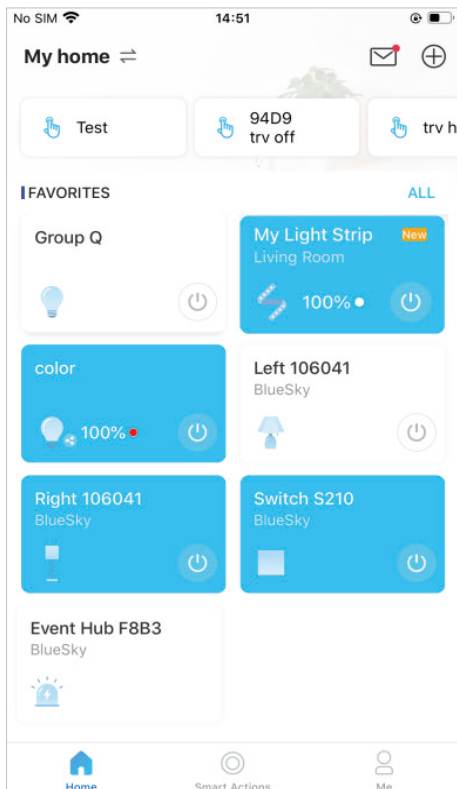 No SIM 14:51
My home
Test
94D9
trv off
trv h
FAVORITES ALL
Group Q
My Light Strip New
Living Room
100%
color
100%
Left 106041
BlueSky
Right 106041
BlueSky
Switch S210
BlueSky
Event Hub F8B3
BlueSky
Home Smart Actions Me